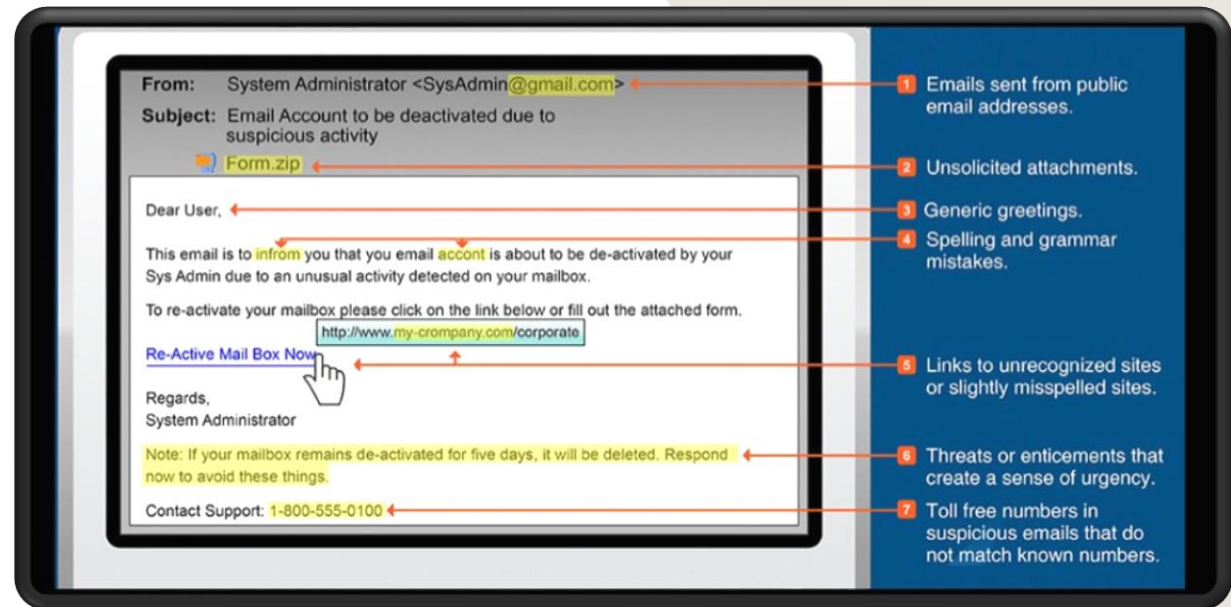 From: System Administrator <SysAdmin@gmail.com>
Subject: Email Account to be deactivated due to
suspicious activity
Form.zip
Dear User,
This email is to infrom you that you email accont is about to be de-activated by your
Sys Admin due to an unusual activity detected on your mailbox.
To re-activate your mailbox please click on the link below or fill out the attached form.
http://www.my-crompany.com/corporate
Re-Active Mail Box Now
Regards,
System Administrator
Note: If your mailbox remains de-activated for five days, it will be deleted. Respond
now to avoid these things.
Contact Support: 1-800-555-0100
1 Emails sent from public
email addresses.
2 Unsolicited attachments.
3 Generic greetings.
4 Spelling and grammar
mistakes.
5 Links to unrecognized sites
or slightly misspelled sites.
6 Threats or enticements that
create a sense of urgency.
7 Toll free numbers in
suspicious emails that do
not match known numbers.